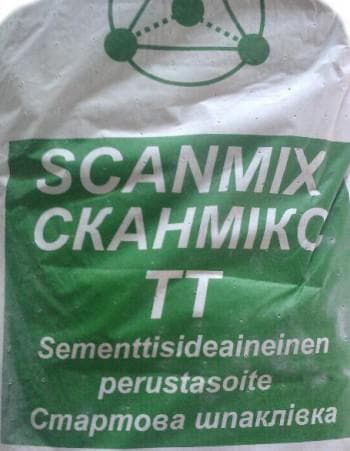 SCANMIX
СКАНМІКС
TT
Sementtisideaineinen
perustasoite
Стартова шпаклівка